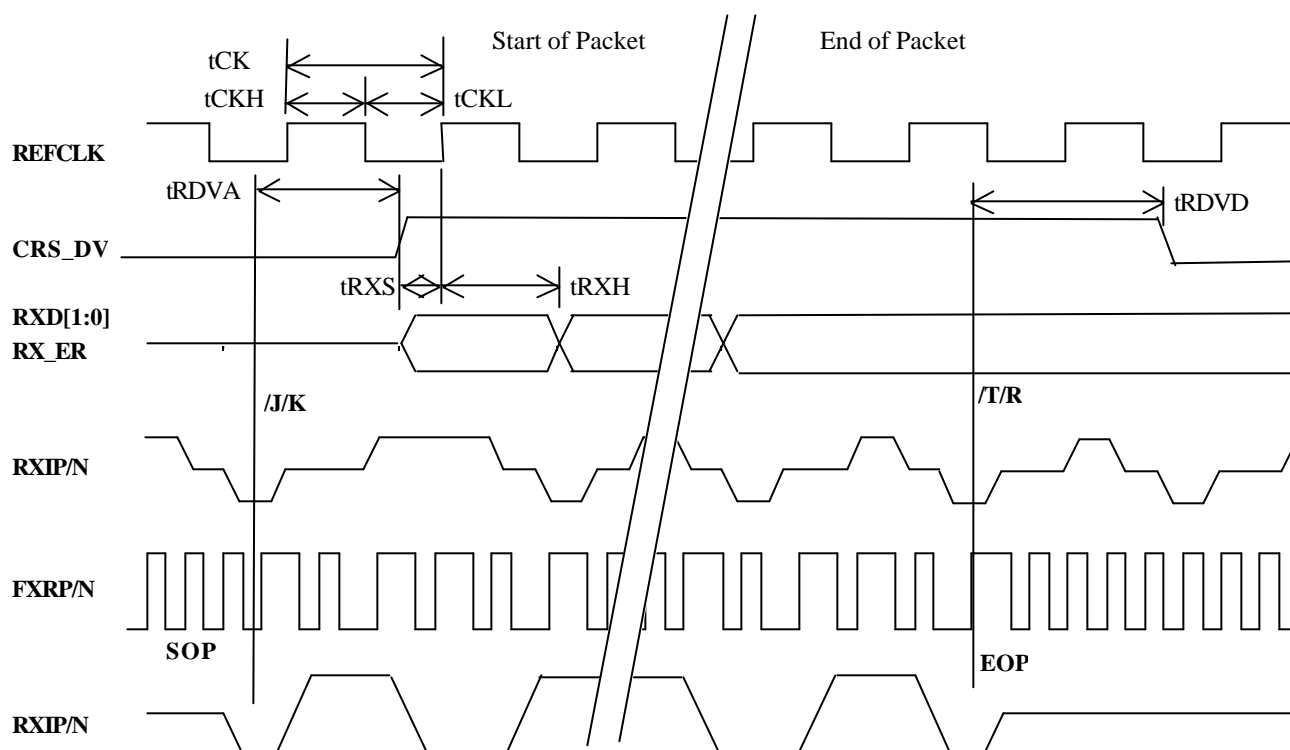 Start of Packet
End of Packet
tCK
tCKH
tCKL
REFCLK
tRDVA
tRDVD
CRS_DV
tRXS
tRXH
RXD[1:0]
RX_ER
/J/K
/T/R
RXIP/N
FXRP/N
SOP
EOP
RXIP/N